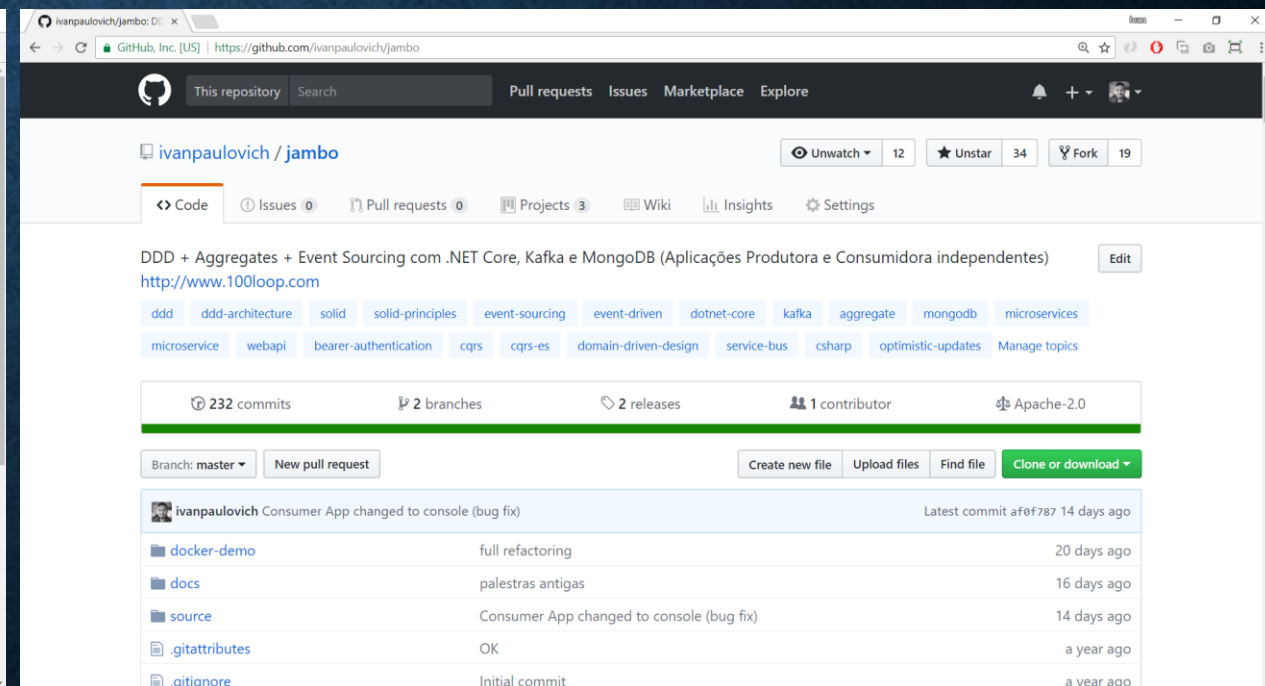 ivanpaulovich/jambo: DD
GitHub, Inc. [US] | https://github.com/ivanpaulovich/jambo
This repository Search Pull requests Issues Marketplace Explore
ivanpaulovich / jambo Unwatch 12 Unstar 34 Fork 19
Code Issues 0 Pull requests 0 Projects 3 Wiki Insights Settings
DDD + Aggregates + Event Sourcing com .NET Core, Kafka e MongoDB (Aplicações Produtora e Consumidora independentes) Edit
http://www.100loop.com
ddd ddd-architecture solid solid-principles event-sourcing event-driven dotnet-core kafka aggregate mongodb microservices
microservice webapi bearer-authentication cqrs cqrs-es domain-driven-design service-bus csharp optimistic-updates Manage topics
232 commits 2 branches 2 releases 1 contributor Apache-2.0
Branch: master New pull request Create new file Upload files Find file Clone or download
ivanpaulovich Consumer App changed to console (bug fix) Latest commit af0f787 14 days ago
docker-demo full refactoring 20 days ago
docs palestras antigas 16 days ago
source Consumer App changed to console (bug fix) 14 days ago
.gitattributes OK a year ago
.gitignore Initial commit a year ago